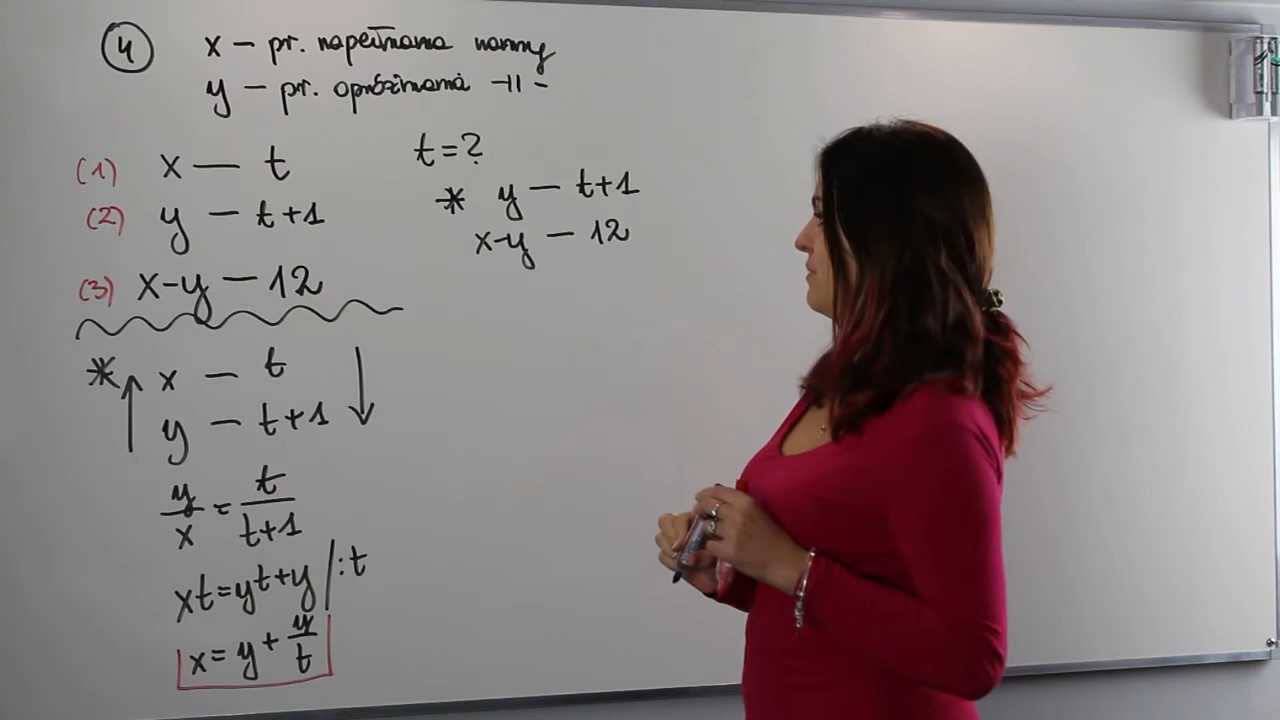 4 x – pr. napełniania wanny
y – pr. opróżniania -||-
(1) x — t
(2) y – t+1
(3) x-y – 12
t=?
* y – t+1
x-y – 12
* ↑ x – t ↓
y – t+1
y/x = t/(t+1)
xt=yt+y /:t
x= y + y/t